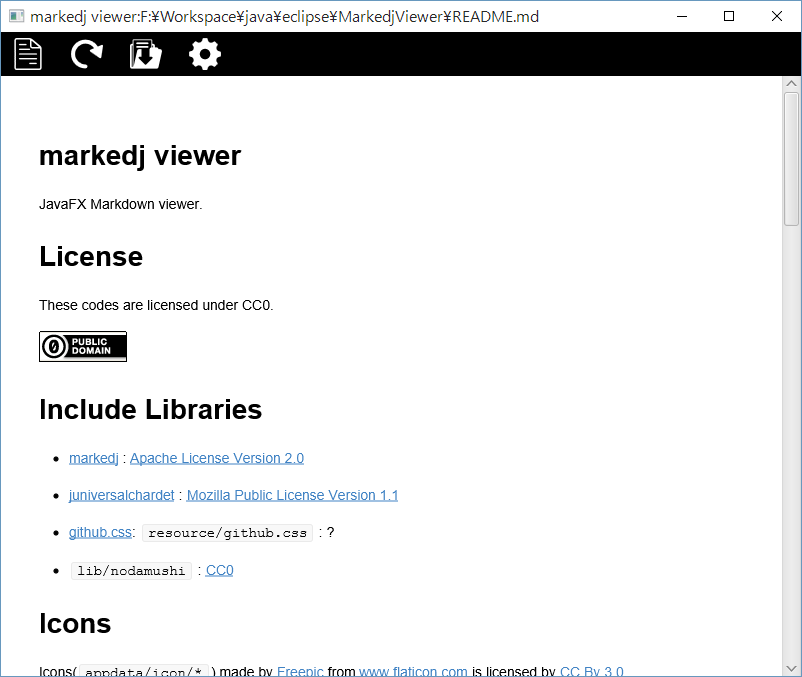 markedj viewer:F:¥Workspace¥java¥eclipse¥MarkedjViewer¥README.md
markedj viewer
JavaFX Markdown viewer.
License
These codes are licensed under CC0.
0 PUBLIC
DOMAIN
Include Libraries
markedj : Apache License Version 2.0
juniversalchardet : Mozilla Public License Version 1.1
github.css: resource/github.css : ?
lib/nodamushi : CC0
Icons
Icons( appdata/icon/* ) made by Freepic from www.flaticon.com is licensed by CC By 3.0